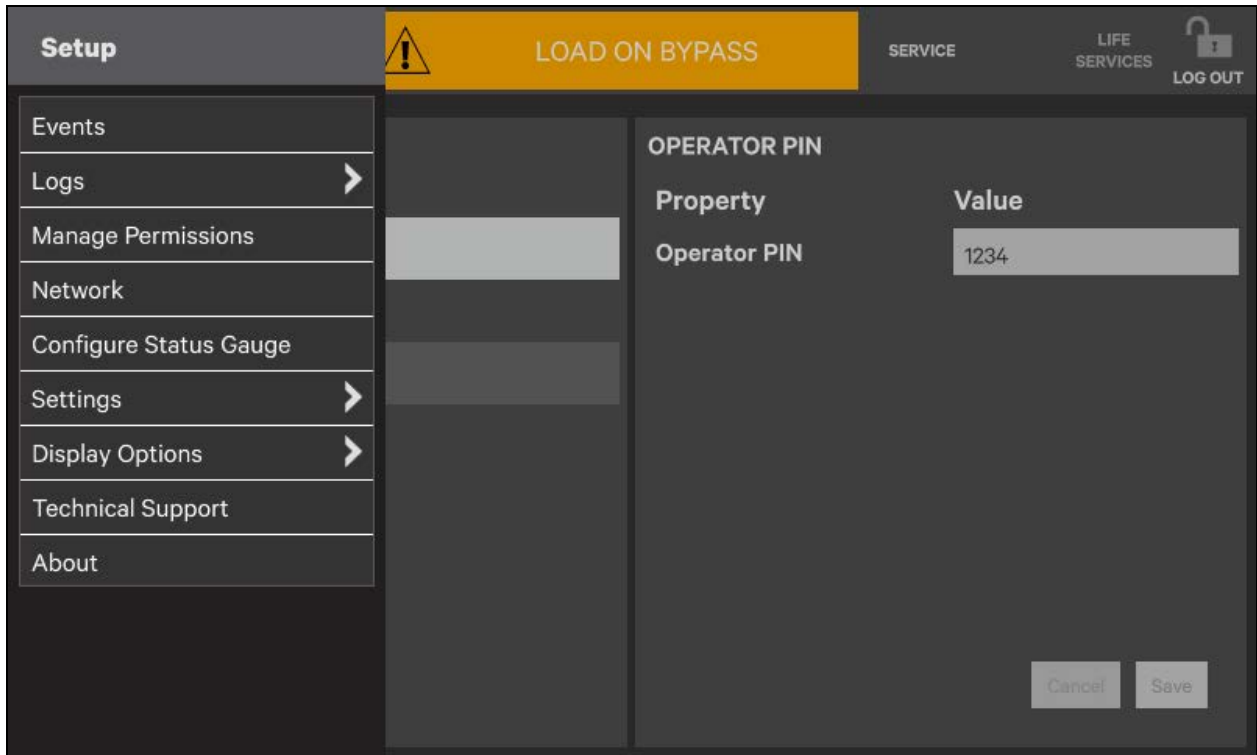 Setup
LOAD ON BYPASS
SERVICE
LIFE
SERVICES
LOG OUT
Events
Logs
Manage Permissions
Network
Configure Status Gauge
Settings
Display Options
Technical Support
About
OPERATOR PIN
Property Value
Operator PIN 1234
Cancel Save